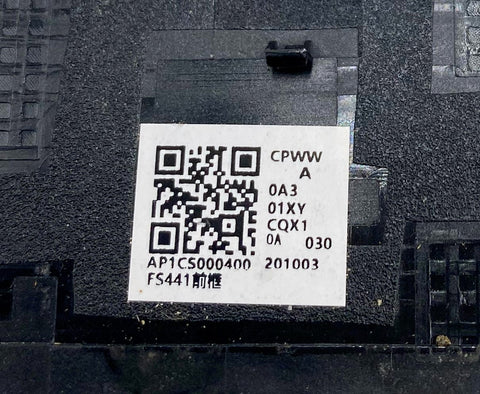 CPWW
A
0A3
01XY
CQX1
0A 030
AP1CS000400 201003
FS441前框